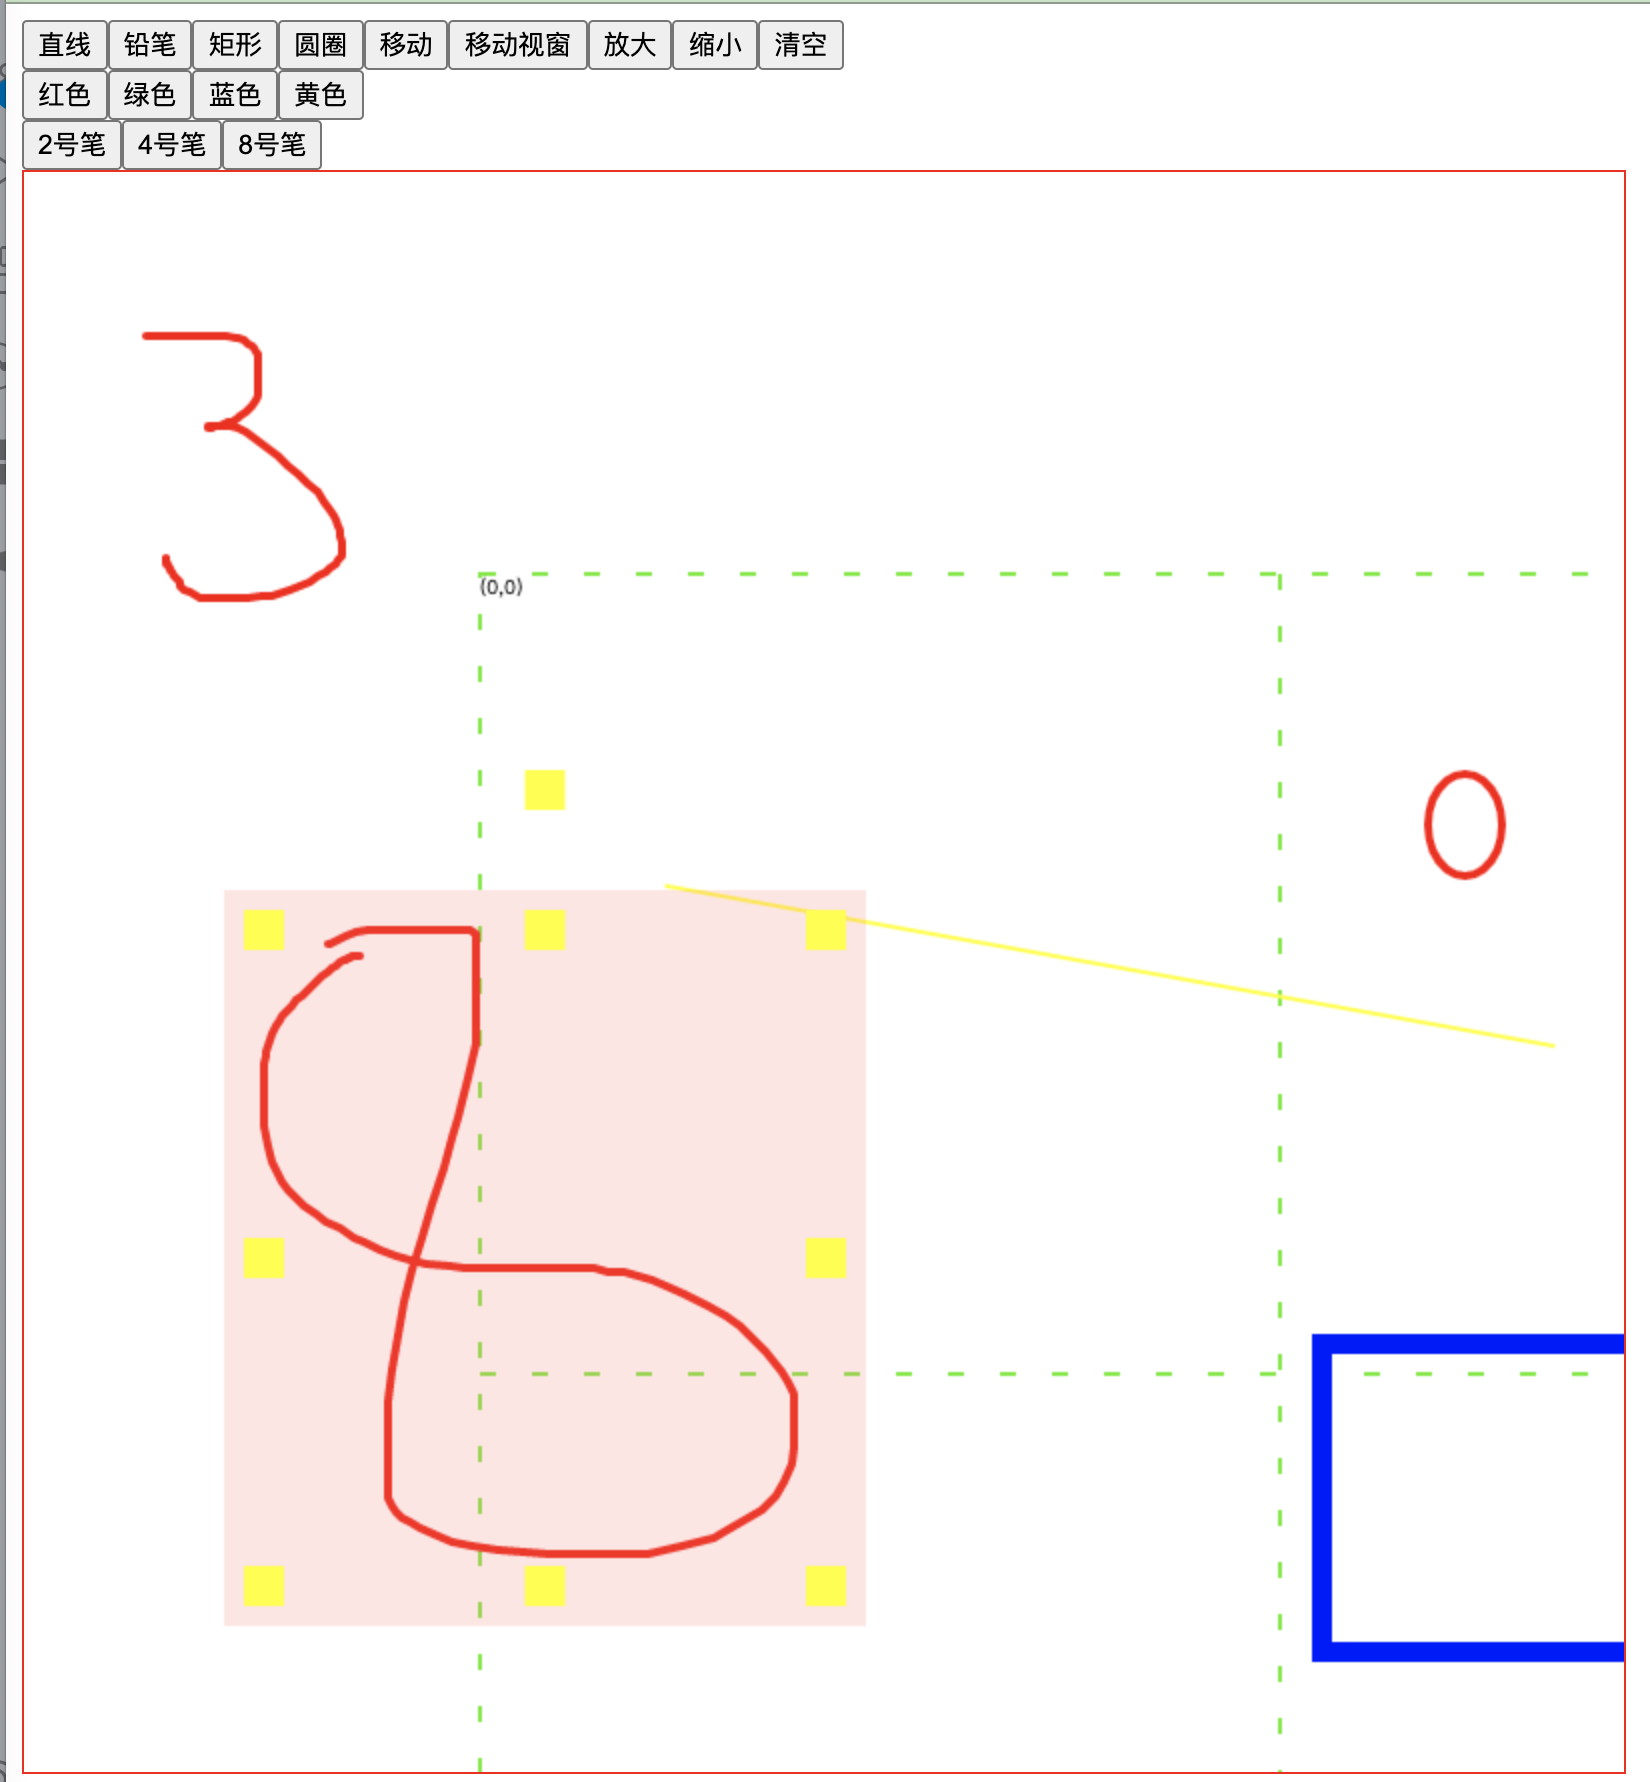 直线 铅笔 矩形 圆圈 移动 移动视窗 放大 缩小 清空
红色 绿色 蓝色 黄色
2号笔 4号笔 8号笔
3
(0,0)
0
8